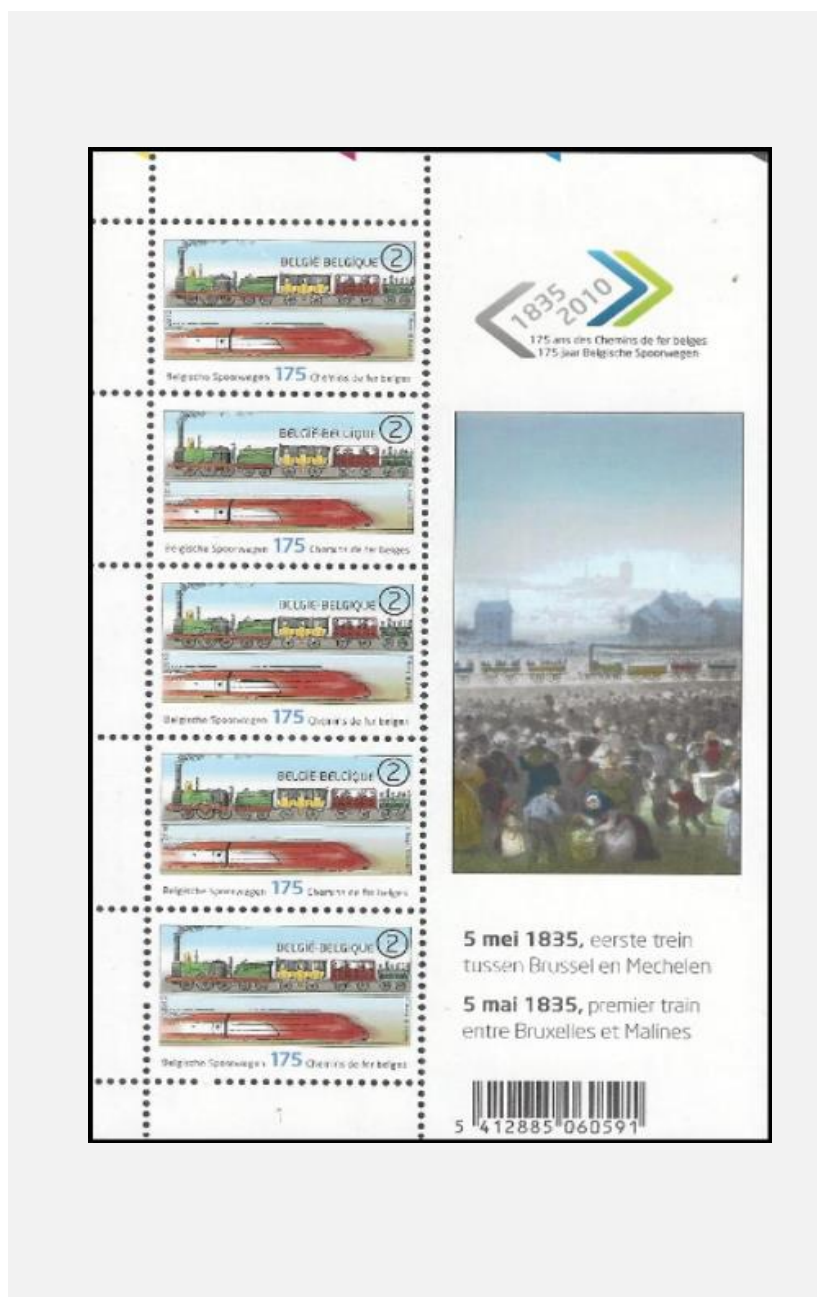 BELGIË BELGIQUE 2
Belgische Spoorwegen 175 Chemins de fer belges
BELGIË-BELGIQUE 2
Belgische Spoorwegen 175 Chemins de fer belges
BELGIË-BELGIQUE 2
Belgische Spoorwegen 175 Chemins de fer belges
BELGIË-BELGIQUE 2
Belgische Spoorwegen 175 Chemins de fer belges
BELGIË-BELGIQUE 2
Belgische Spoorwegen 175 Chemins de fer belges
1
1835
2010
175 ans des Chemins de fer belges
175 jaar Belgische Spoorwegen
5 mei 1835, eerste trein
tussen Brussel en Mechelen
5 mai 1835, premier train
entre Bruxelles et Malines
5 412885 060591